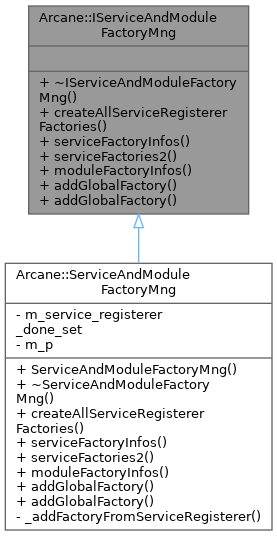 Arcane::IServiceAndModule
FactoryMng
+ ~IServiceAndModuleFactory
Mng()
+ createAllServiceRegisterer
Factories()
+ serviceFactoryInfos()
+ serviceFactories2()
+ moduleFactoryInfos()
+ addGlobalFactory()
+ addGlobalFactory()
Arcane::ServiceAndModule
FactoryMng
- m_service_registerer
_done_set
- m_p
+ ServiceAndModuleFactoryMng()
+ ~ServiceAndModuleFactory
Mng()
+ createAllServiceRegisterer
Factories()
+ serviceFactoryInfos()
+ serviceFactories2()
+ moduleFactoryInfos()
+ addGlobalFactory()
+ addGlobalFactory()
- _addFactoryFromServiceRegisterer()